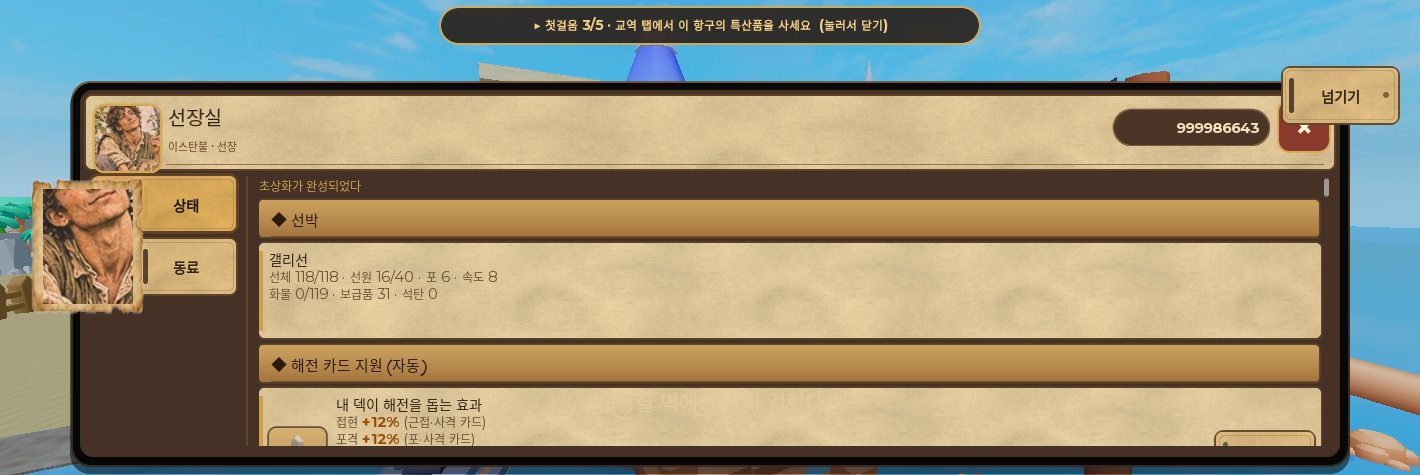 ▸ 첫걸음 3/5 · 교역 탭에서 이 항구의 특산품을 사세요 (눌러서 닫기)
넘기기
선장실
999986643
이스탄불 · 선장
상태
동료
초상화가 완성되었다
◆ 선박
갤리선
선체 118/118 · 선원 16/40 · 포 6 · 속도 8
화물 0/119 · 보급품 31 · 석탄 0
◆ 해전 카드 지원 (자동)
내 덱이 해전을 돕는 효과
접현 +12% (근접·사격 카드)
포격 +12% (포·사격 카드)